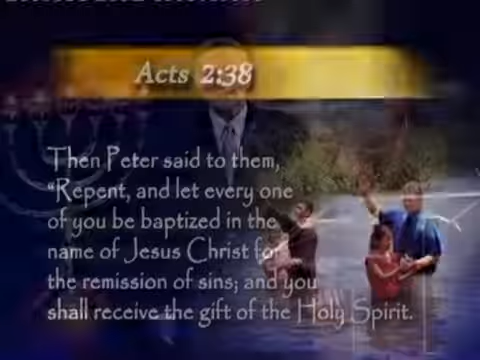 Acts 2:38
Then Peter said to them,
“Repent, and let every one
of you be baptized in the
name of Jesus Christ for
the remission of sins; and you
shall receive the gift of the Holy Spirit.